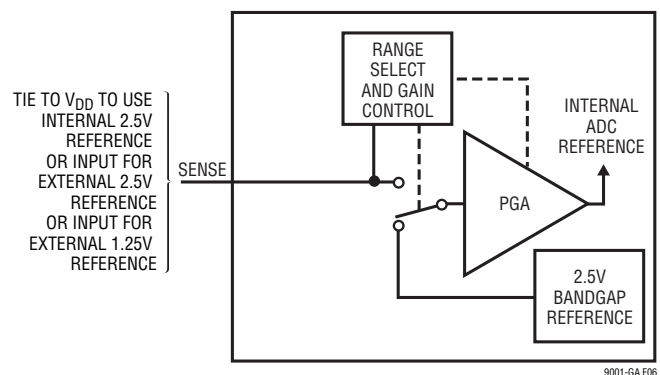 TIE TO VDD TO USE
INTERNAL 2.5V
REFERENCE
OR INPUT FOR
EXTERNAL 2.5V
REFERENCE
OR INPUT FOR
EXTERNAL 1.25V
REFERENCE
SENSE
RANGE
SELECT
AND GAIN
CONTROL
PGA
INTERNAL
ADC
REFERENCE
2.5V
BANDGAP
REFERENCE
9001-GA F06